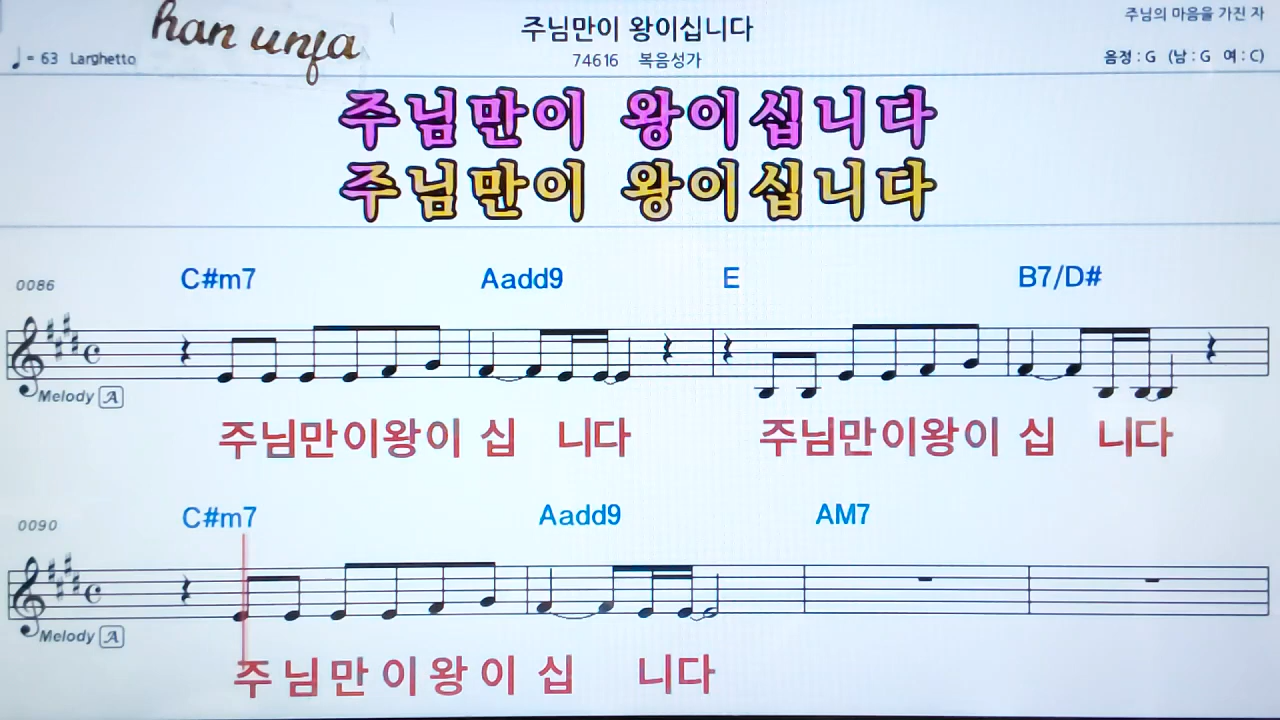 han unfa
주님만이 왕이십니다
주님의 마음을 가진 자
♩ = 63 Larghetto
74616 복음성가
음정 : G (남 : G 여 : C)
주님만이 왕이십니다
주님만이 왕이십니다
0086 C#m7 Aadd9 E B7/D#
Melody A
주님만이왕이 십 니다 주님만이왕이 십 니다
0090 C#m7 Aadd9 AM7
Melody A
주 님 만 이 왕 이 십 니다